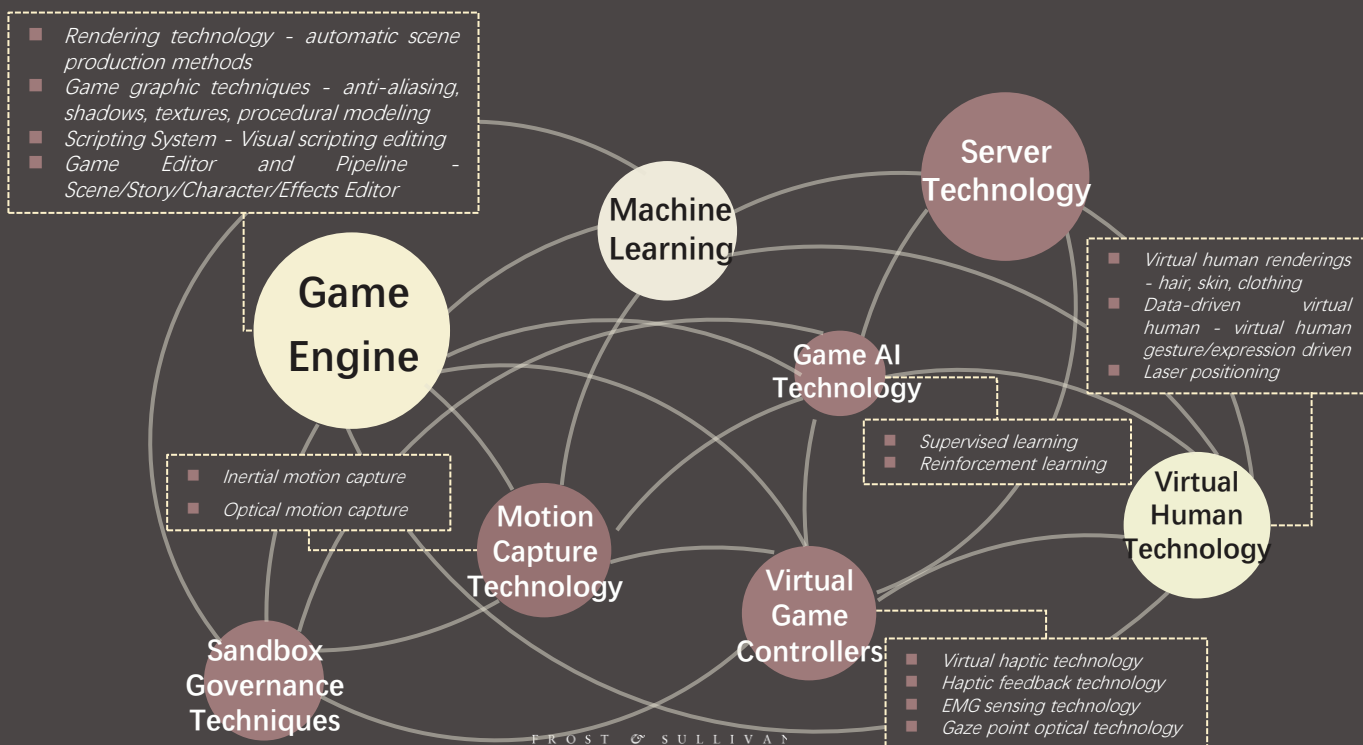 Rendering technology - automatic scene
production methods
Game graphic techniques - anti-aliasing,
shadows, textures, procedural modeling
Scripting System - Visual scripting editing
Game Editor and Pipeline -
Scene/Story/Character/Effects Editor
Server
Technology
Machine
Learning
Game
Engine
Virtual human renderings
- hair, skin, clothing
Data-driven virtual
human - virtual human
gesture/expression driven
Laser positioning
Game AI
Technology
Supervised learning
Reinforcement learning
Inertial motion capture
Optical motion capture
Motion
Capture
Technology
Virtual
Human
Technology
Virtual
Game
Controllers
Sandbox
Governance
Techniques
Virtual haptic technology
Haptic feedback technology
EMG sensing technology
Gaze point optical technology
FROST & SULLIVAN